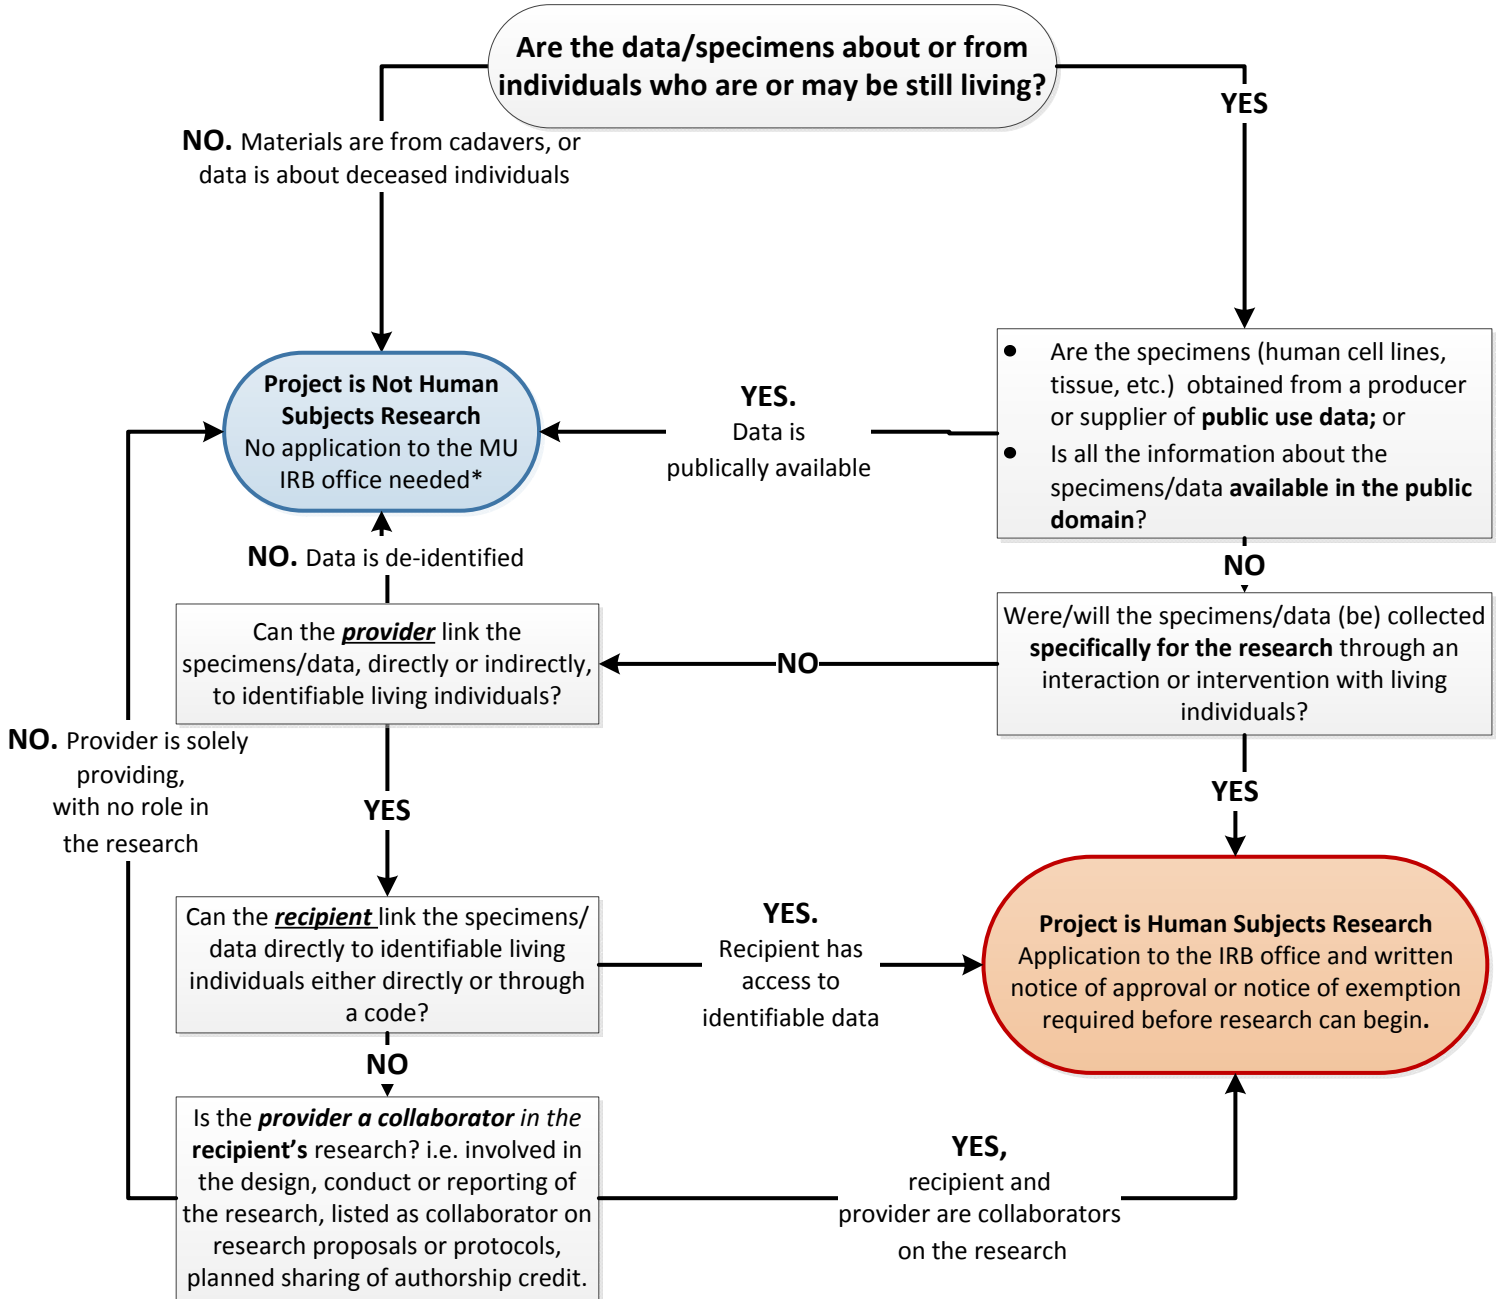 Are the data/specimens about or from
individuals who are or may be still living?
YES
NO. Materials are from cadavers, or
data is about deceased individuals
Project is Not Human
Subjects Research
No application to the MU
IRB office needed*
YES.
Data is
publically available
● Are the specimens (human cell lines,
tissue, etc.) obtained from a producer
or supplier of public use data; or
● Is all the information about the
specimens/data available in the public
domain?
NO. Data is de-identified
NO
Can the provider link the
specimens/data, directly or indirectly,
to identifiable living individuals?
NO
Were/will the specimens/data (be) collected
specifically for the research through an
interaction or intervention with living
individuals?
NO. Provider is solely
providing,
with no role in
the research
YES
YES
Can the recipient link the specimens/
data directly to identifiable living
individuals either directly or through
a code?
YES.
Recipient has
access to
identifiable data
Project is Human Subjects Research
Application to the IRB office and written
notice of approval or notice of exemption
required before research can begin.
NO
Is the provider a collaborator in the
recipient's research? i.e. involved in
the design, conduct or reporting of
the research, listed as collaborator on
research proposals or protocols,
planned sharing of authorship credit.
YES,
recipient and
provider are collaborators
on the research